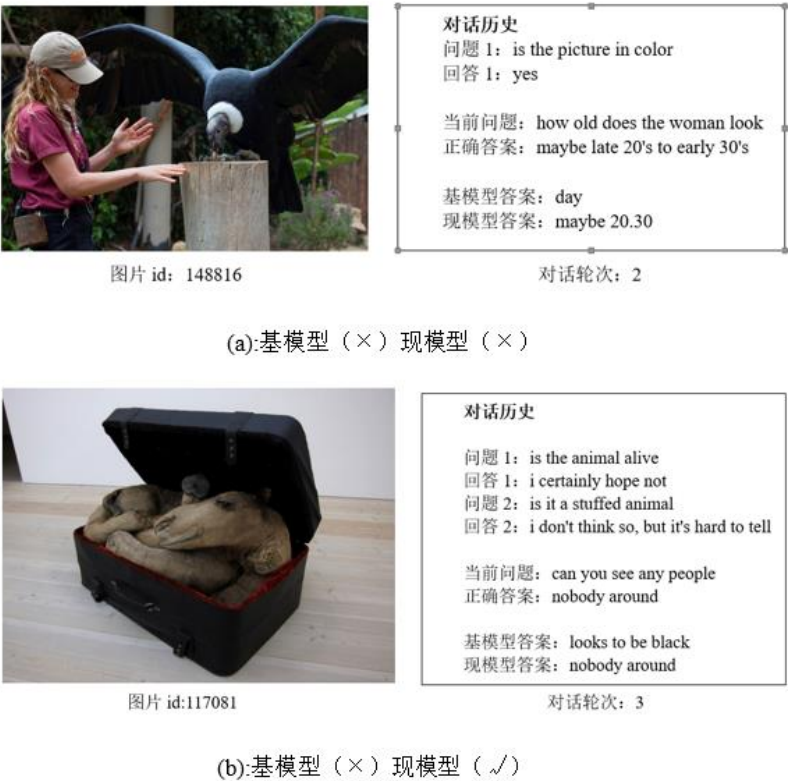 对话历史
问题 1：is the picture in color
回答 1：yes
当前问题：how old does the woman look
正确答案：maybe late 20's to early 30's
基模型答案：day
现模型答案：maybe 20.30
图片 id：148816
对话轮次：2
(a):基模型（×）现模型（×）
对话历史
问题 1：is the animal alive
回答 1：i certainly hope not
问题 2：is it a stuffed animal
回答 2：i don't think so, but it's hard to tell
当前问题：can you see any people
正确答案：nobody around
基模型答案：looks to be black
现模型答案：nobody around
图片 id:117081
对话轮次：3
(b):基模型（×）现模型（√）